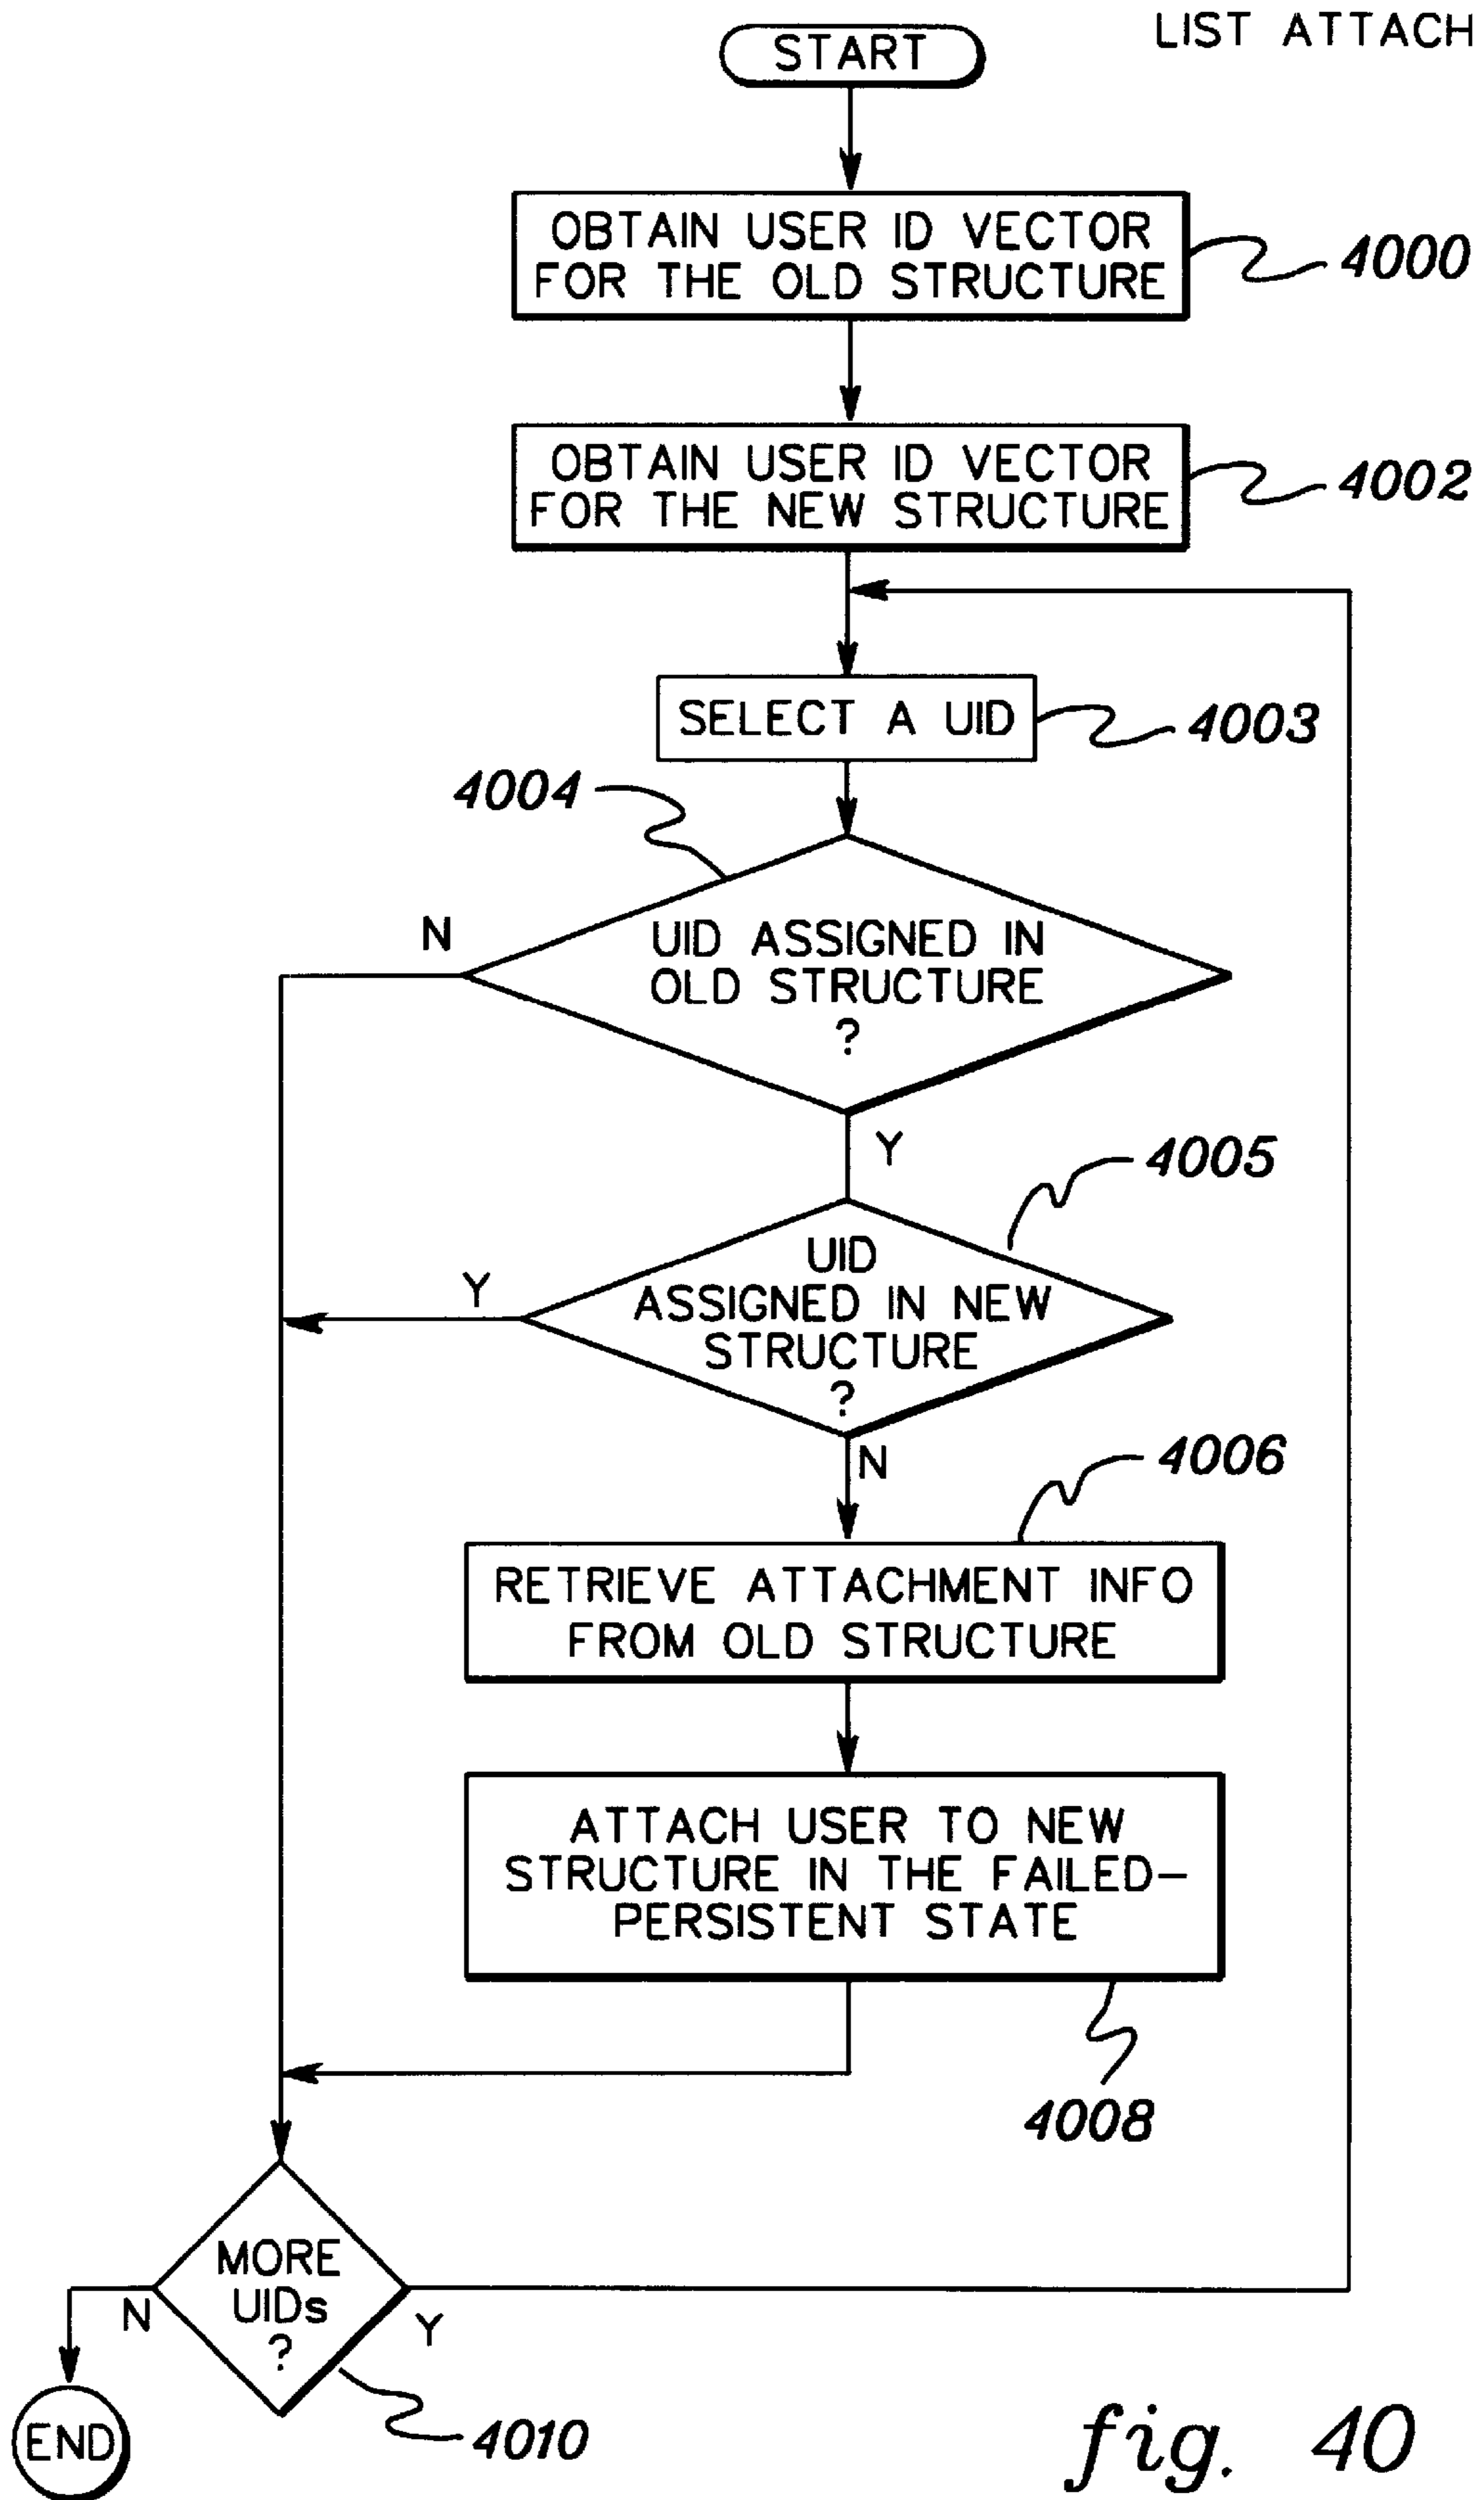 LIST ATTACH
START
OBTAIN USER ID VECTOR
FOR THE OLD STRUCTURE
4000
OBTAIN USER ID VECTOR
FOR THE NEW STRUCTURE
4002
SELECT A UID
4003
4004
N
UID ASSIGNED IN
OLD STRUCTURE
?
Y
4005
UID
ASSIGNED IN NEW
STRUCTURE
?
Y
N
4006
RETRIEVE ATTACHMENT INFO
FROM OLD STRUCTURE
ATTACH USER TO NEW
STRUCTURE IN THE FAILED-
PERSISTENT STATE
4008
MORE
UIDs
?
N
Y
4010
END
fig. 40